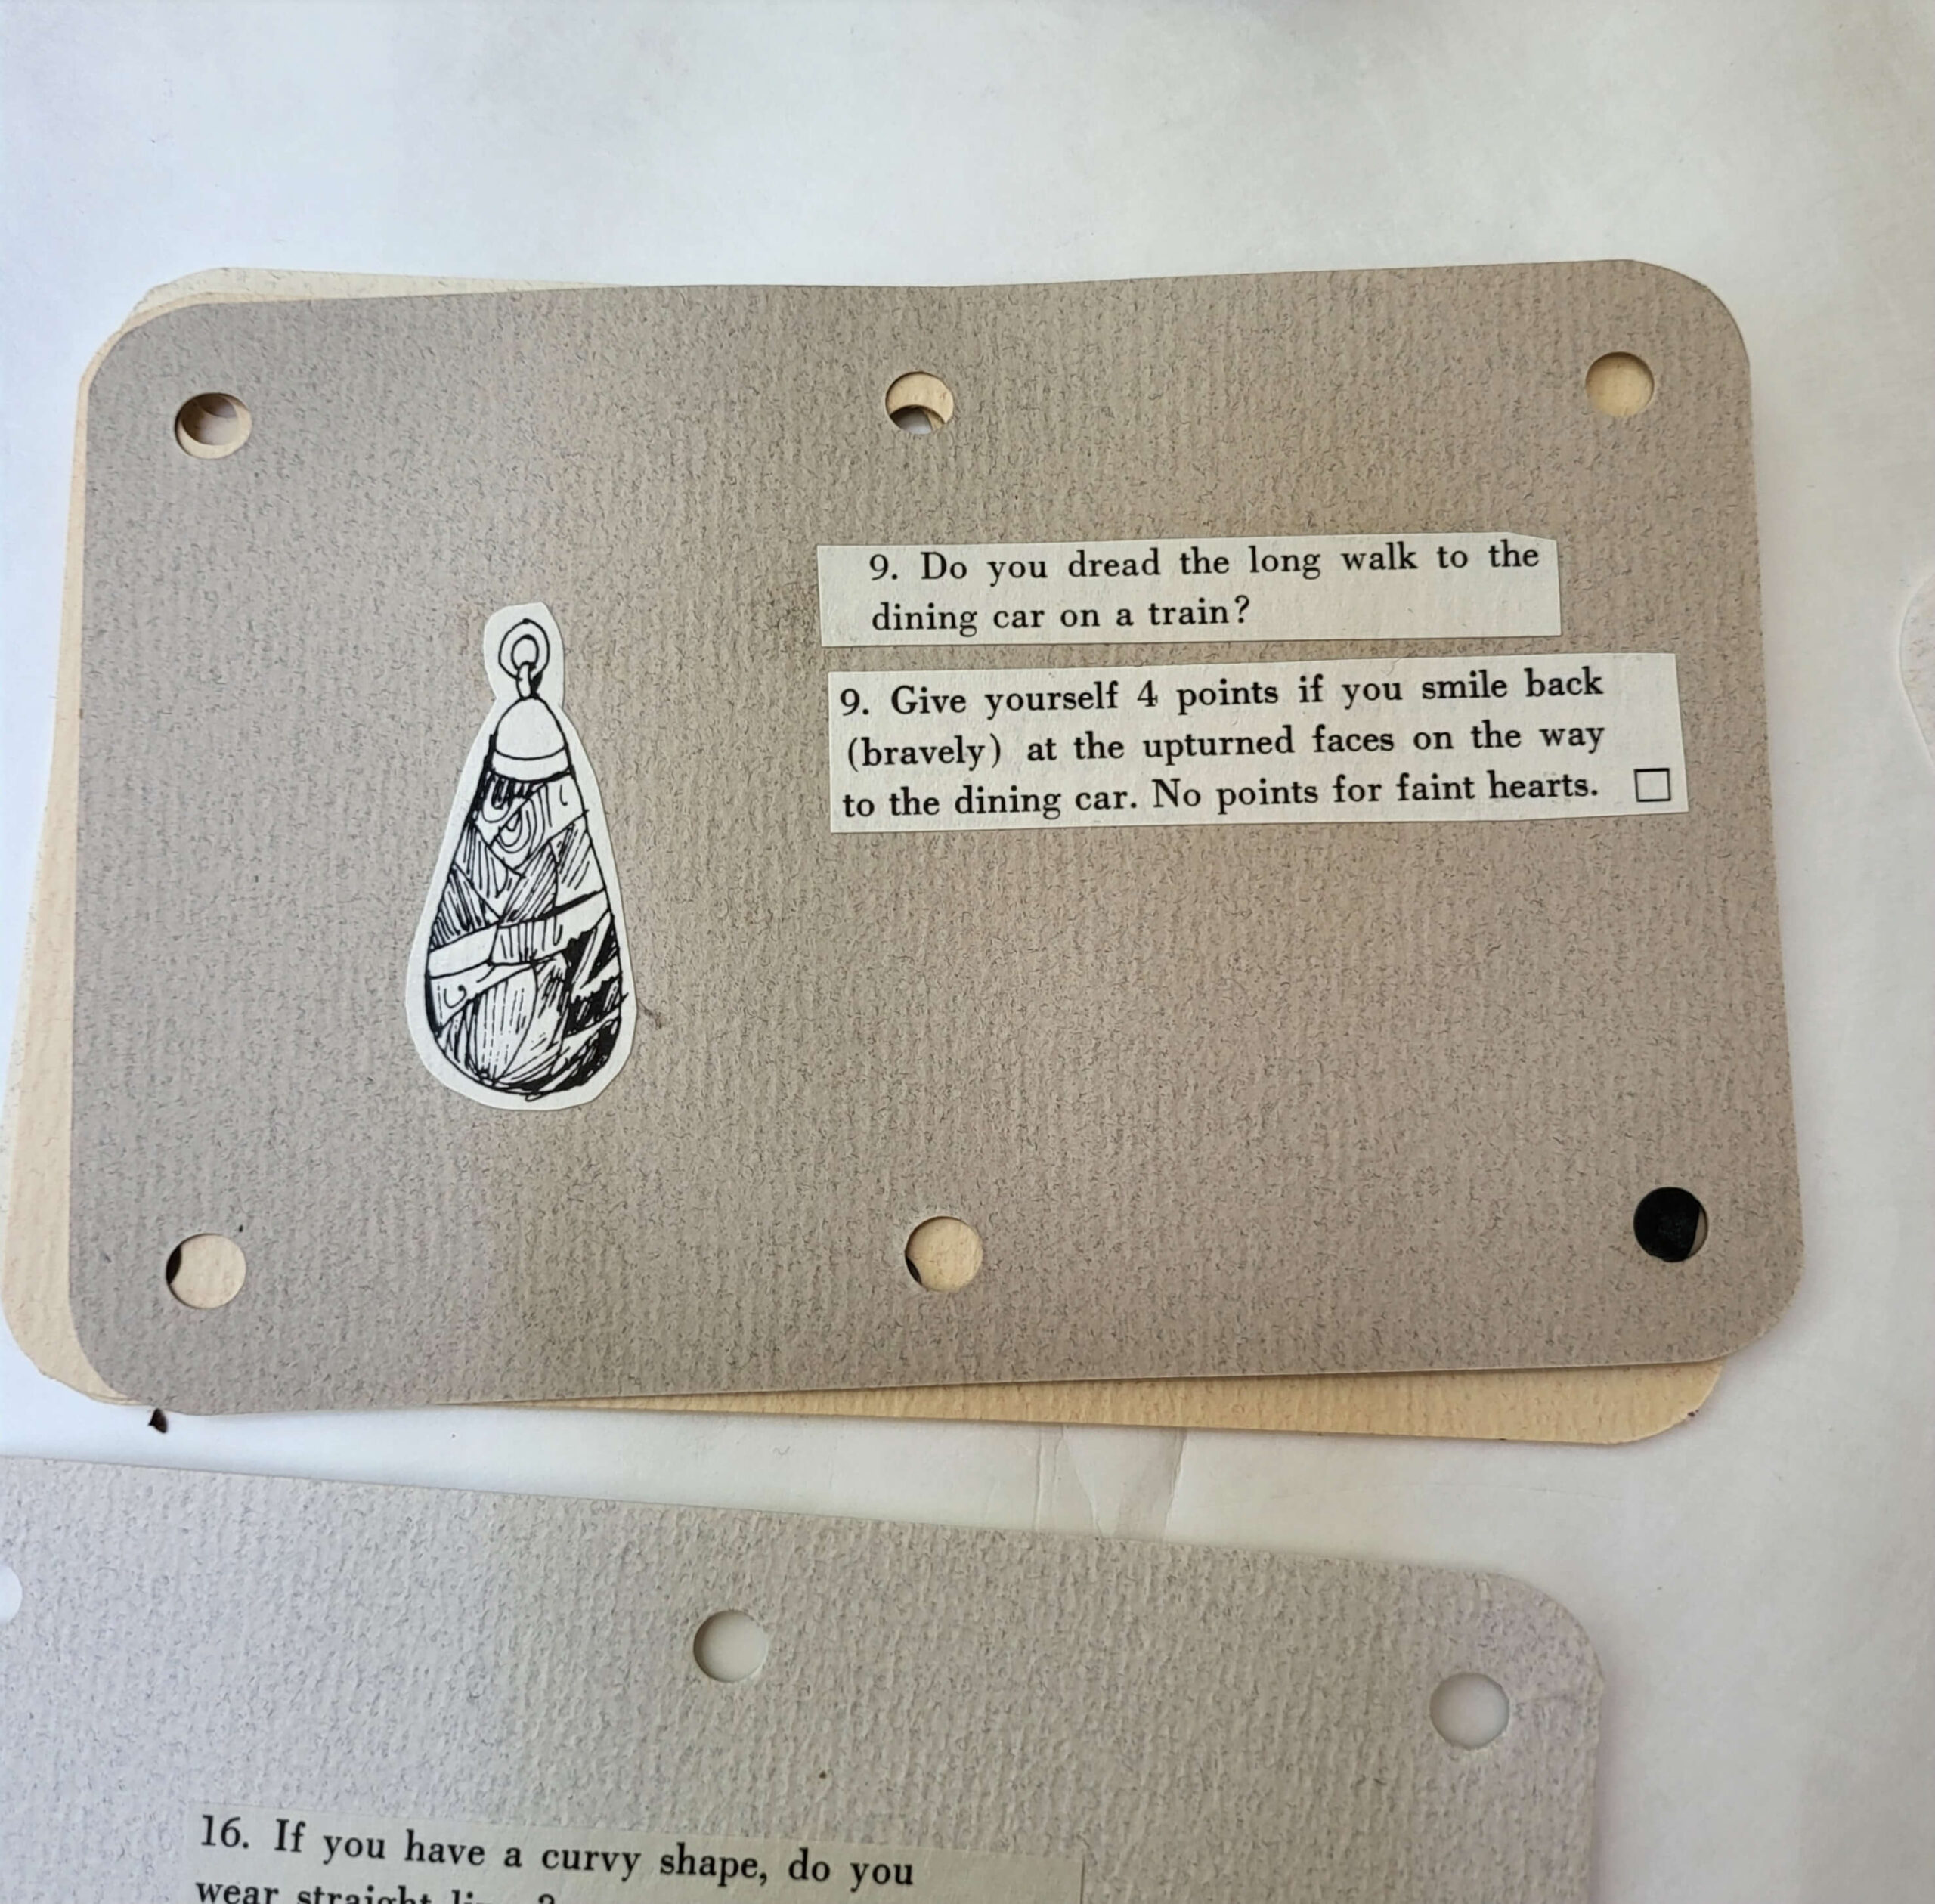 9. Do you dread the long walk to the
dining car on a train?
9. Give yourself 4 points if you smile back
(bravely) at the upturned faces on the way
to the dining car. No points for faint hearts.
16. If you have a curvy shape, do you
wear straight